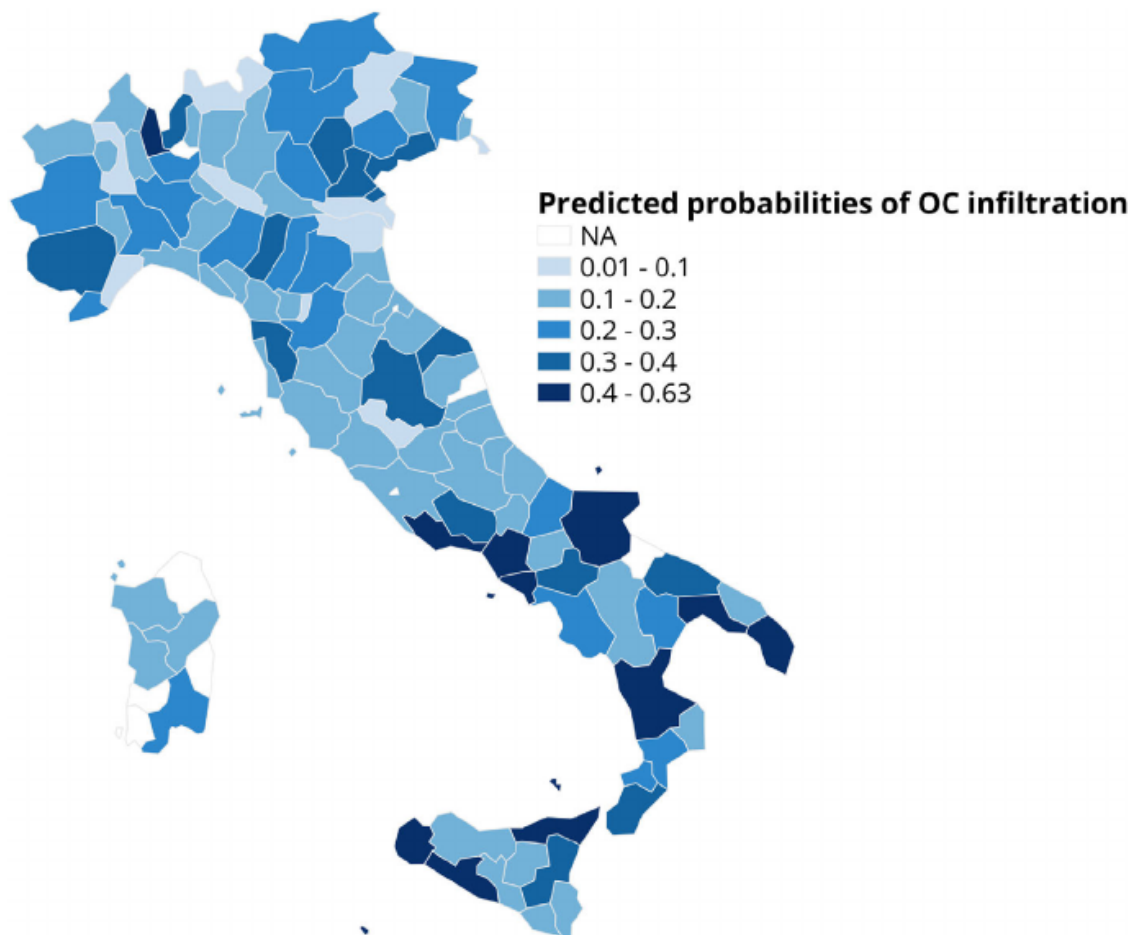 Predicted probabilities of OC infiltration
NA
0.01 - 0.1
0.1 - 0.2
0.2 - 0.3
0.3 - 0.4
0.4 - 0.63